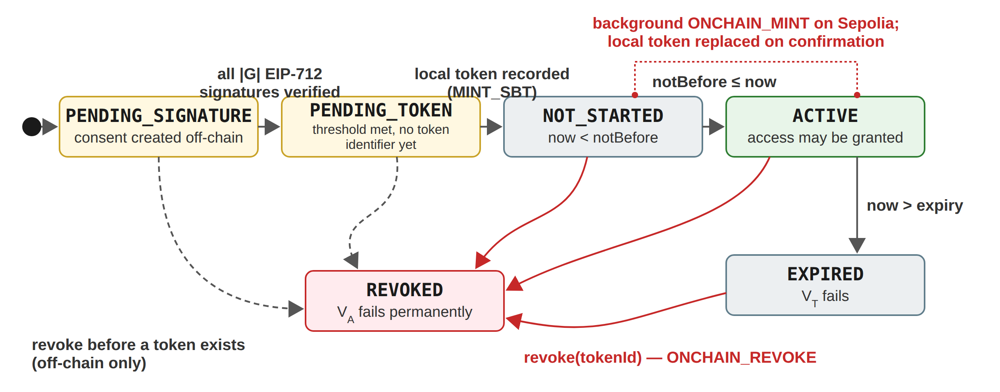 background ONCHAIN_MINT on Sepolia;
local token replaced on confirmation
all |G| EIP-712
signatures verified
local token recorded
(MINT_SBT)
notBefore ≤ now
PENDING_SIGNATURE
consent created off-chain
PENDING_TOKEN
threshold met, no token
identifier yet
NOT_STARTED
now < notBefore
ACTIVE
access may be granted
now > expiry
REVOKED
V_A fails permanently
EXPIRED
V_T fails
revoke before a token exists
(off-chain only)
revoke(tokenId) — ONCHAIN_REVOKE